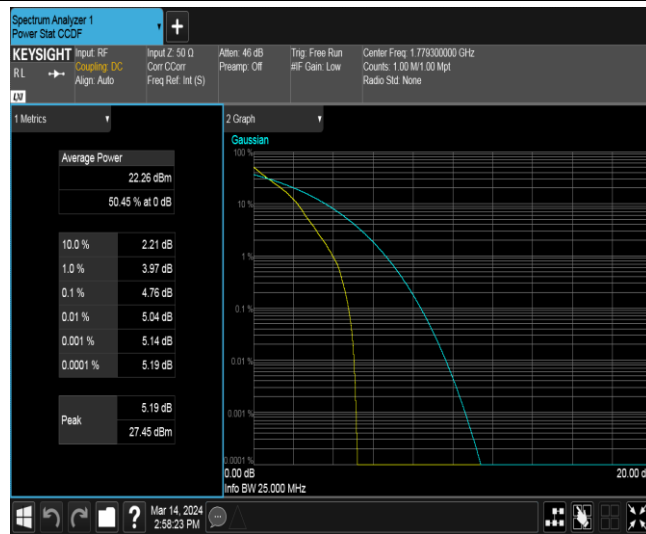 Spectrum Analyzer 1
Power Stat CCDF
+
KEYSIGHT
RL
LXI
Input: RF
Coupling: DC
Align: Auto
Input Z: 50 Ω
Corr CCorr
Freq Ref: Int (S)
Atten: 46 dB
Preamp: Off
Trig: Free Run
#IF Gain: Low
Center Freq: 1.779300000 GHz
Counts: 1.00 M/1.00 Mpt
Radio Std: None
1 Metrics
Average Power
22.26 dBm
50.45 % at 0 dB
10.0 % 2.21 dB
1.0 % 3.97 dB
0.1 % 4.76 dB
0.01 % 5.04 dB
0.001 % 5.14 dB
0.0001 % 5.19 dB
Peak
5.19 dB
27.45 dBm
2 Graph
Gaussian
100 %
10 %
1 %
0.1 %
0.01 %
0.001 %
0.0001 %
0.00 dB
20.00 d
Info BW 25.000 MHz
?
Mar 14, 2024
2:58:23 PM